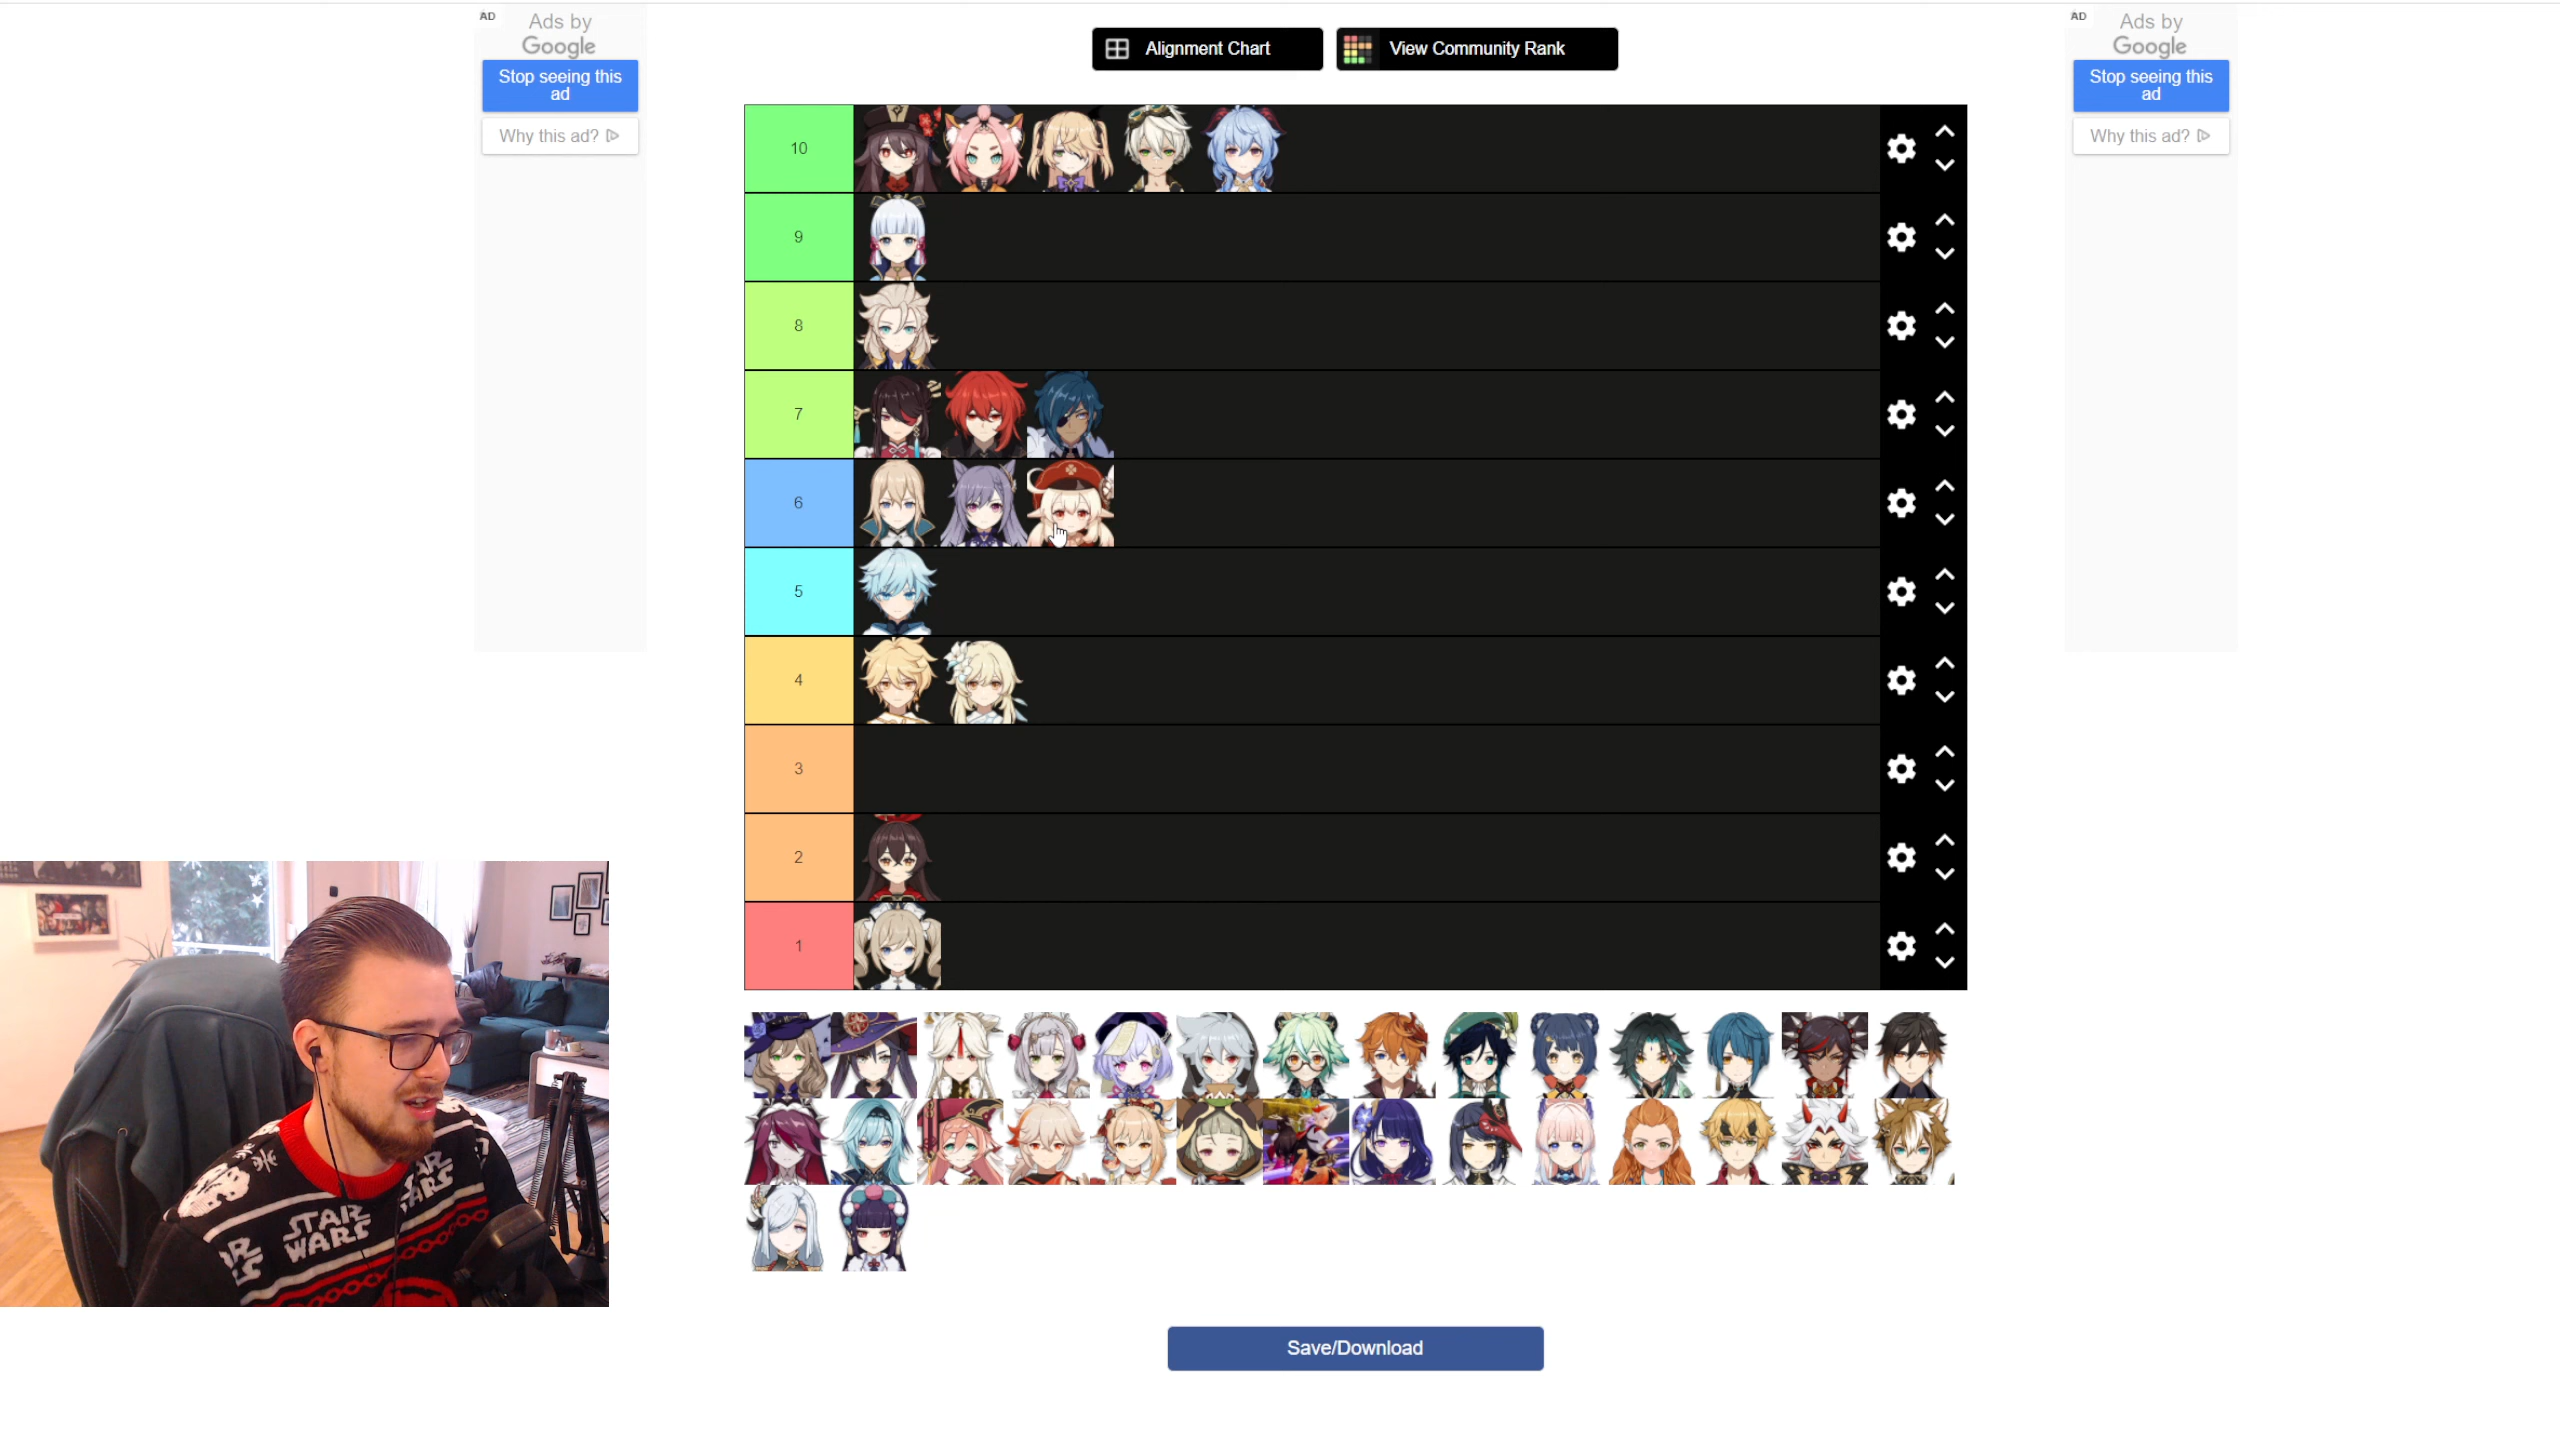 AD
Ads by
Google
Stop seeing this
ad
Why this ad?
Alignment Chart
View Community Rank
AD
Ads by
Google
Stop seeing this
ad
Why this ad?
10
9
8
7
6
5
4
3
2
1
STAR
WARS
Save/Download